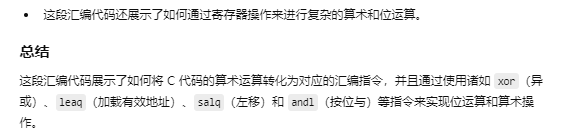 • 这段汇编代码还展示了如何通过寄存器操作来进行复杂的算术和位运算。
总结
这段汇编代码展示了如何将 C 代码的算术运算转化为对应的汇编指令，并且通过使用诸如 xor（异
或）、leaq（加载有效地址）、salq（左移）和 andl（按位与）等指令来实现位运算和算术操
作。